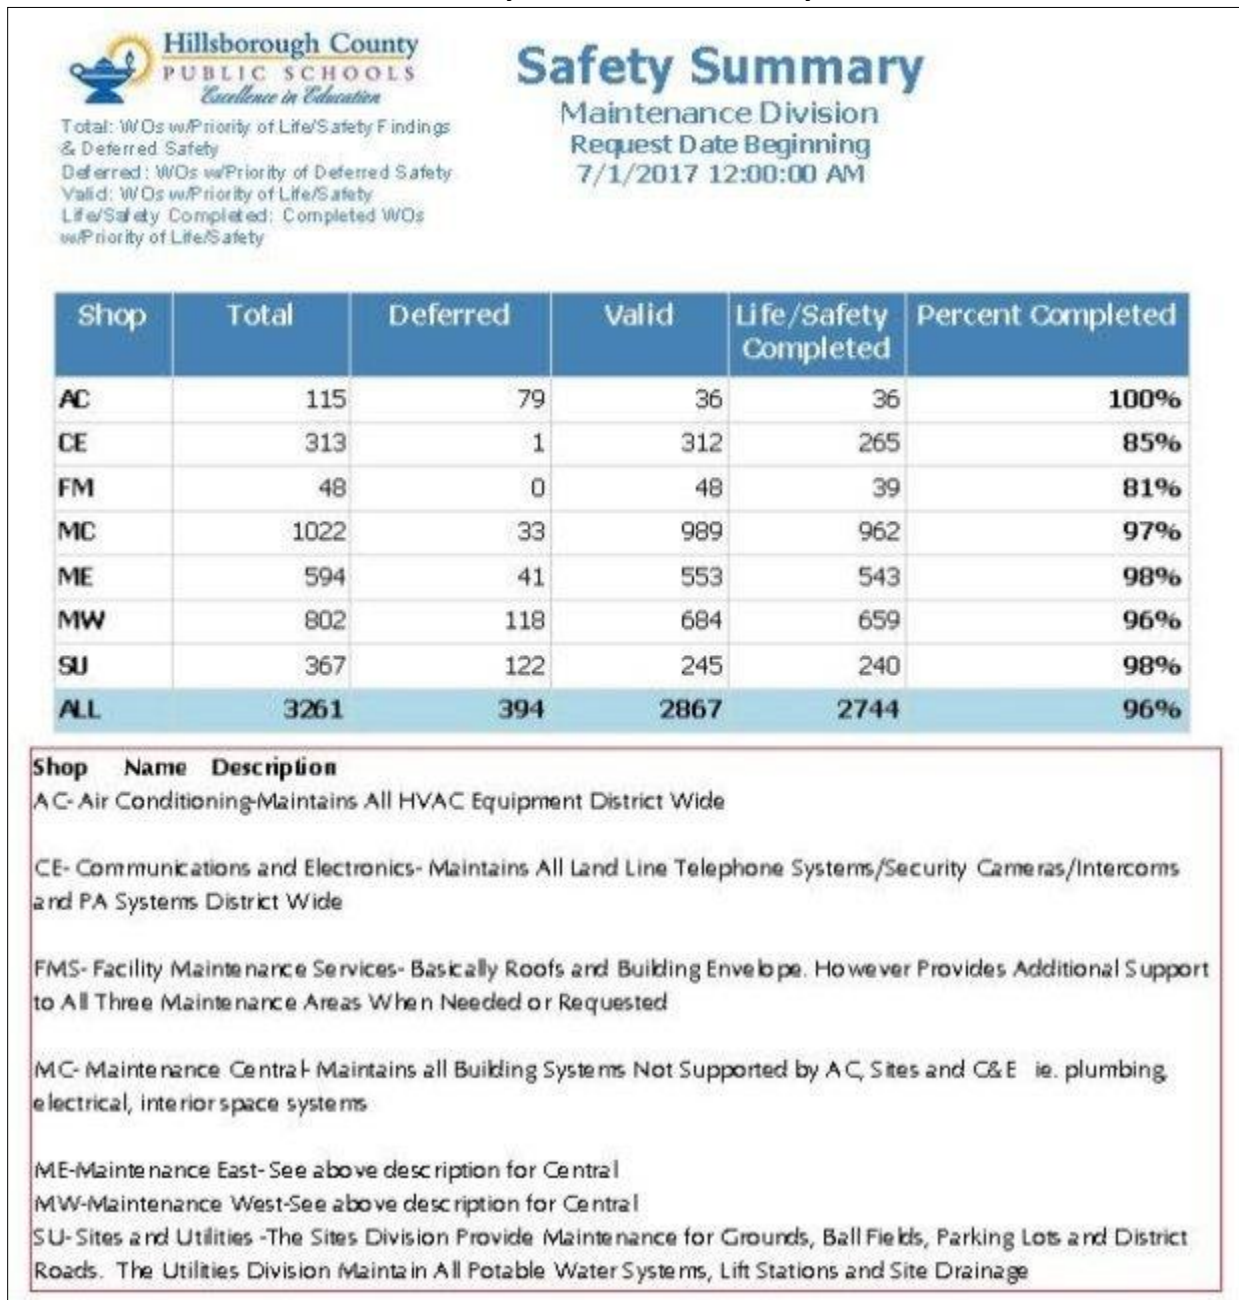 Hillsborough County
PUBLIC SCHOOLS
Excellence in Education
Total: WOs w/Priority of Life/Safety Findings
& Deferred Safety
Deferred: WOs w/Priority of Deferred Safety
Valid: WOs w/Priority of Life/Safety
Life/Safety Completed: Completed WOs
w/Priority of Life/Safety
Safety Summary
Maintenance Division
Request Date Beginning
7/1/2017 12:00:00 AM
Shop Total Deferred Valid Life/Safety Completed Percent Completed
AC 115 79 36 36 100%
CE 313 1 312 265 85%
FM 48 0 48 39 81%
MC 1022 33 989 962 97%
ME 594 41 553 543 98%
MW 802 118 684 659 96%
SU 367 122 245 240 98%
ALL 3261 394 2867 2744 96%
Shop Name Description
AC- Air Conditioning-Maintains All HVAC Equipment District Wide
CE- Communications and Electronics- Maintains All Land Line Telephone Systems/Security Cameras/Intercoms
and PA Systems District Wide
FMS- Facility Maintenance Services- Basically Roofs and Building Envelope. However Provides Additional Support
to All Three Maintenance Areas When Needed or Requested
MC- Maintenance Central- Maintains all Building Systems Not Supported by AC, Sites and C&E ie. plumbing,
electrical, interior space systems
ME-Maintenance East- See above description for Central
MW-Maintenance West-See above description for Central
SU- Sites and Utilities -The Sites Division Provide Maintenance for Grounds, Ball Fields, Parking Lots and District
Roads. The Utilities Division Maintain All Potable Water Systems, Lift Stations and Site Drainage